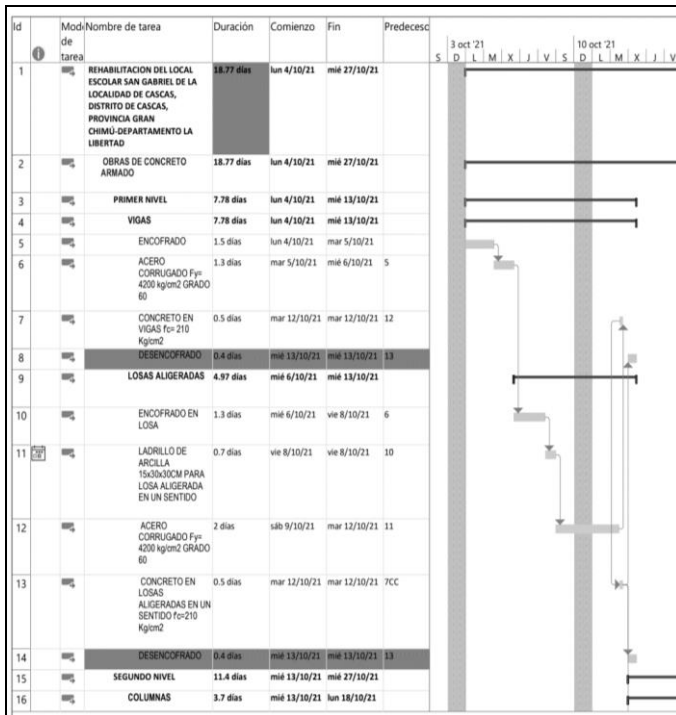 Id Modo de tarea Nombre de tarea Duración Comienzo Fin Predeceso
3 oct '21 10 oct '21
S D L M X J V S D L M X J V
1 REHABILITACION DEL LOCAL ESCOLAR SAN GABRIEL DE LA LOCALIDAD DE CASCAS, DISTRITO DE CASCAS, PROVINCIA GRAN CHIMÚ-DEPARTAMENTO LA LIBERTAD 18.77 días lun 4/10/21 mié 27/10/21
2 OBRAS DE CONCRETO ARMADO 18.77 días lun 4/10/21 mié 27/10/21
3 PRIMER NIVEL 7.78 días lun 4/10/21 mié 13/10/21
4 VIGAS 7.78 días lun 4/10/21 mié 13/10/21
5 ENCOFRADO 1.5 días lun 4/10/21 mar 5/10/21
6 ACERO CORRUGADO Fy= 4200 kg/cm2 GRADO 60 1.3 días mar 5/10/21 mié 6/10/21 5
7 CONCRETO EN VIGAS f'c= 210 Kg/cm2 0.5 días mar 12/10/21 mar 12/10/21 12
8 DESENCOFRADO 0.4 días mié 13/10/21 mié 13/10/21 13
9 LOSAS ALIGERADAS 4.97 días mié 6/10/21 mié 13/10/21
10 ENCOFRADO EN LOSA 1.3 días mié 6/10/21 vie 8/10/21 6
11 LADRILLO DE ARCILLA 15x30x30CM PARA LOSA ALIGERADA EN UN SENTIDO 0.7 días vie 8/10/21 vie 8/10/21 10
12 ACERO CORRUGADO Fy= 4200 kg/cm2 GRADO 60 2 días sáb 9/10/21 mar 12/10/21 11
13 CONCRETO EN LOSAS ALIGERADAS EN UN SENTIDO f'c=210 Kg/cm2 0.5 días mar 12/10/21 mar 12/10/21 7CC
14 DESENCOFRADO 0.4 días mié 13/10/21 mié 13/10/21 13
15 SEGUNDO NIVEL 11.4 días mié 13/10/21 mié 27/10/21
16 COLUMNAS 3.7 días mié 13/10/21 lun 18/10/21